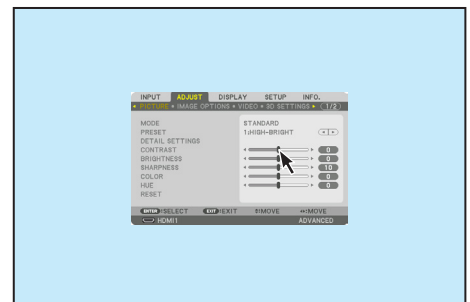 INPUT ADJUST DISPLAY SETUP INFO.
• PICTURE • IMAGE OPTIONS • VIDEO • 3D SETTINGS • (1/2)
MODE STANDARD
PRESET 1:HIGH-BRIGHT
DETAIL SETTINGS
CONTRAST 0
BRIGHTNESS 0
SHARPNESS 10
COLOR 0
HUE 0
RESET
ENTER :SELECT EXIT :EXIT ↕:MOVE ↔:MOVE
HDMI1 ADVANCED